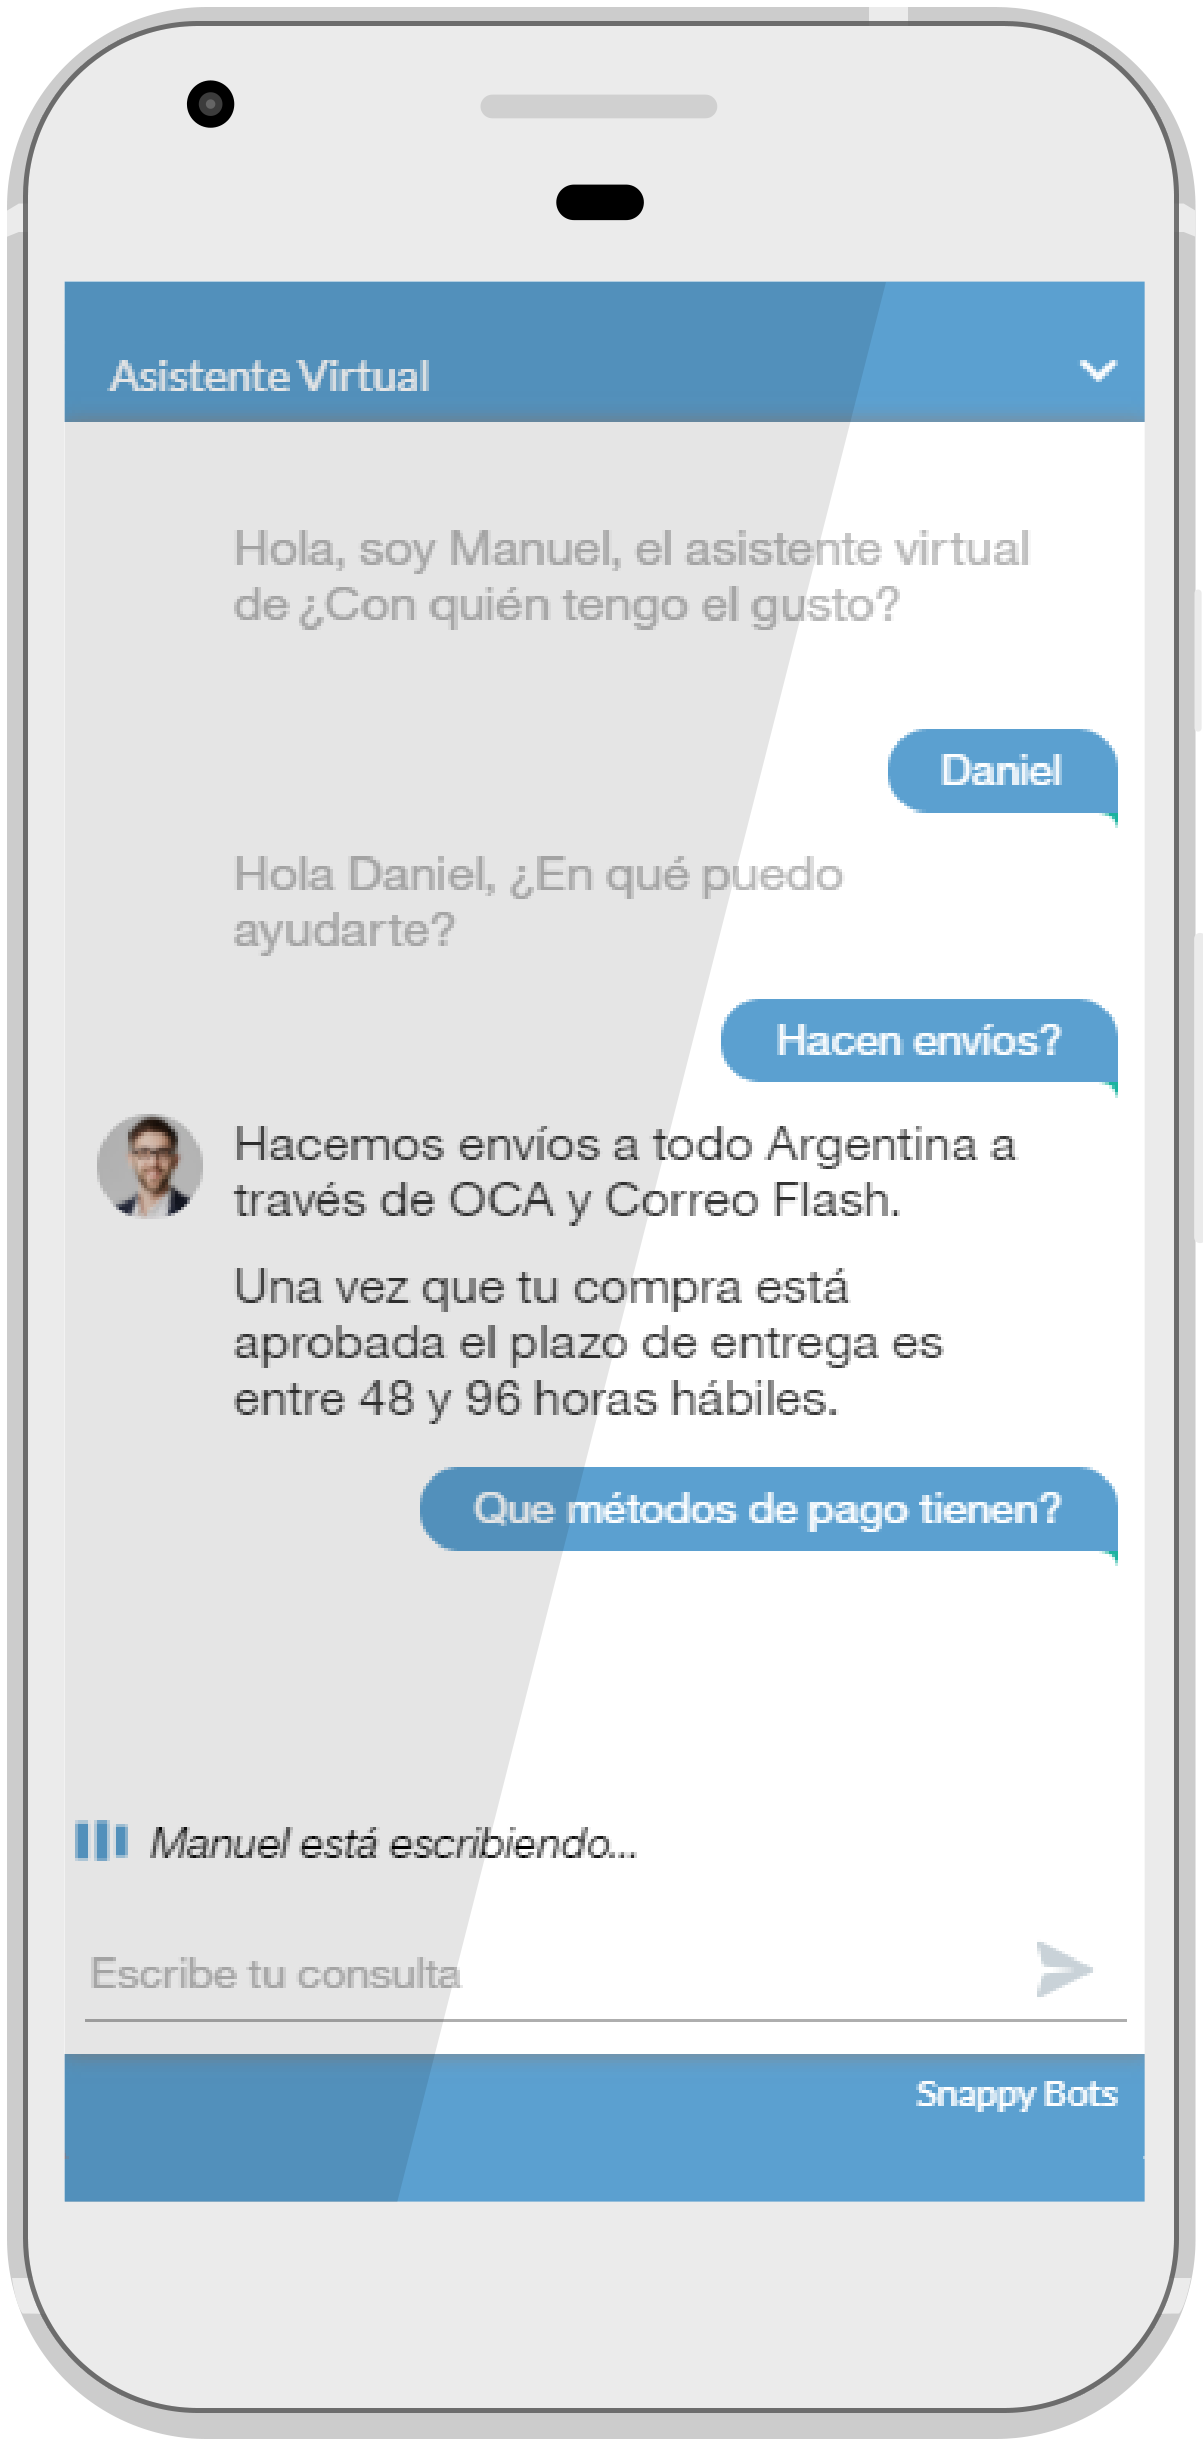 Asistente Virtual
Hola, soy Manuel, el asistente virtual
de ¿Con quién tengo el gusto?
Daniel
Hola Daniel, ¿En qué puedo
ayudarte?
Hacen envíos?
Hacemos envíos a todo Argentina a
través de OCA y Correo Flash.
Una vez que tu compra está
aprobada el plazo de entrega es
entre 48 y 96 horas hábiles.
Que métodos de pago tienen?
Manuel está escribiendo...
Escribe tu consulta
Snappy Bots